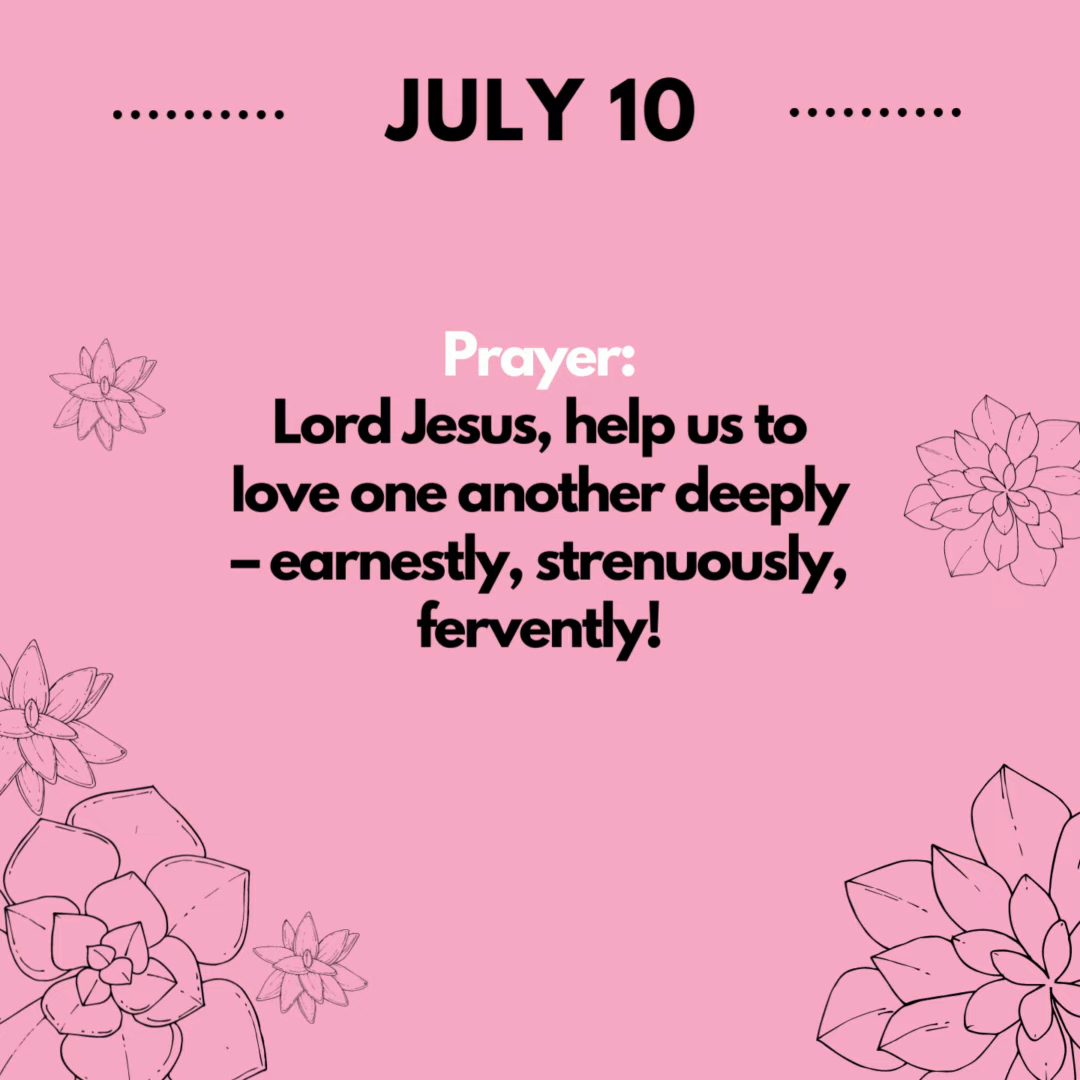 JULY 10
Prayer:
Lord Jesus, help us to
love one another deeply
– earnestly, strenuously,
fervently!